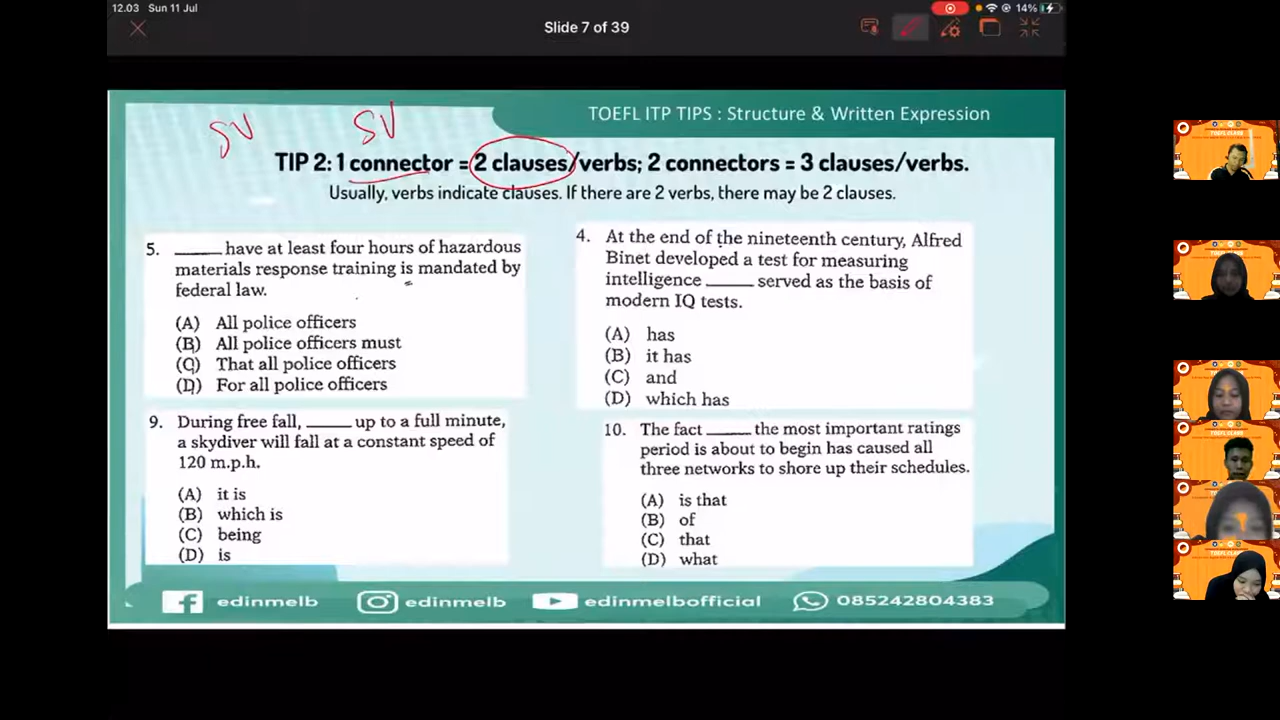 12.03 Sun 11 Jul
14%
Slide 7 of 39
TOEFL ITP TIPS : Structure & Written Expression
SV SV
TIP 2: 1 connector = 2 clauses/verbs; 2 connectors = 3 clauses/verbs.
Usually, verbs indicate clauses. If there are 2 verbs, there may be 2 clauses.
5. _____ have at least four hours of hazardous
materials response training is mandated by
federal law.
(A) All police officers
(B) All police officers must
(C) That all police officers
(D) For all police officers
4. At the end of the nineteenth century, Alfred
Binet developed a test for measuring
intelligence _____ served as the basis of
modern IQ tests.
(A) has
(B) it has
(C) and
(D) which has
9. During free fall, _____ up to a full minute,
a skydiver will fall at a constant speed of
120 m.p.h.
(A) it is
(B) which is
(C) being
(D) is
10. The fact _____ the most important ratings
period is about to begin has caused all
three networks to shore up their schedules.
(A) is that
(B) of
(C) that
(D) what
edinmelb edinmelb edinmelbofficial 085242804383